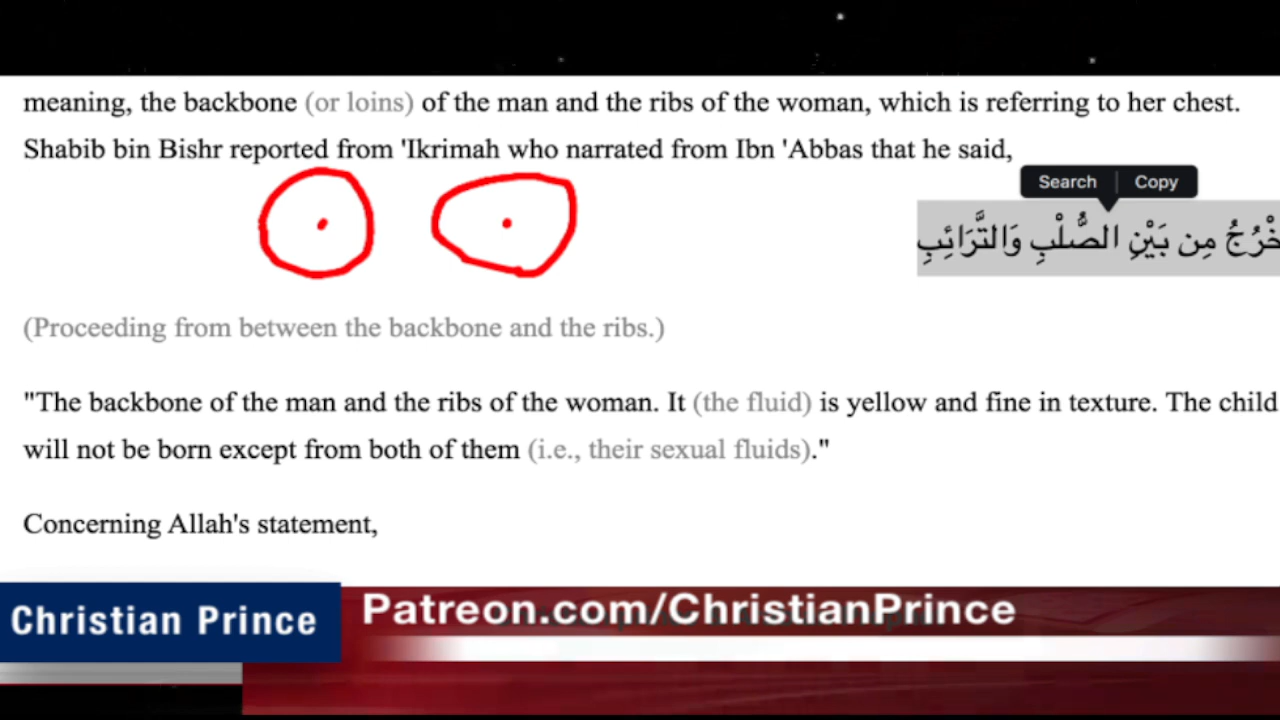 meaning, the backbone (or loins) of the man and the ribs of the woman, which is referring to her chest.
Shabib bin Bishr reported from 'Ikrimah who narrated from Ibn 'Abbas that he said,
Search Copy
مِن بَيْنِ الصُّلْبِ وَالتَّرَائِبِ
(Proceeding from between the backbone and the ribs.)
"The backbone of the man and the ribs of the woman. It (the fluid) is yellow and fine in texture. The child
will not be born except from both of them (i.e., their sexual fluids)."
Concerning Allah's statement,
Christian Prince
Patreon.com/ChristianPrince